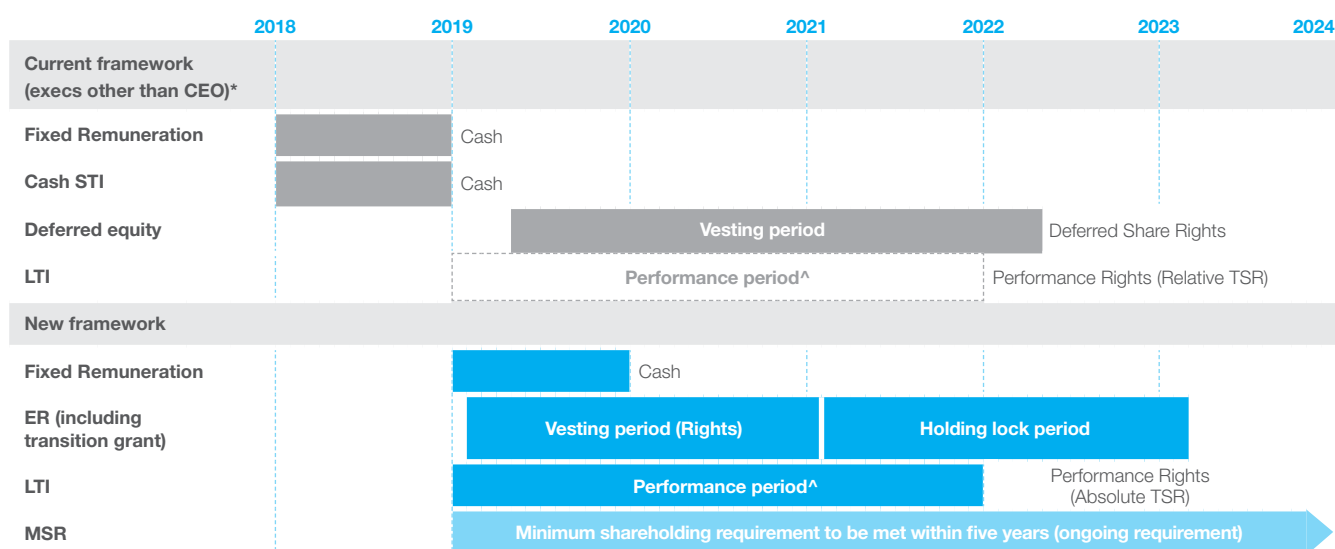 2018 2019 2020 2021 2022 2023 2024
Current framework
(execs other than CEO)*
Fixed Remuneration Cash
Cash STI Cash
Deferred equity Vesting period Deferred Share Rights
LTI Performance period^ Performance Rights (Relative TSR)
New framework
Fixed Remuneration Cash
ER (including
transition grant) Vesting period (Rights) Holding lock period
LTI Performance period^ Performance Rights
(Absolute TSR)
MSR Minimum shareholding requirement to be met within five years (ongoing requirement)